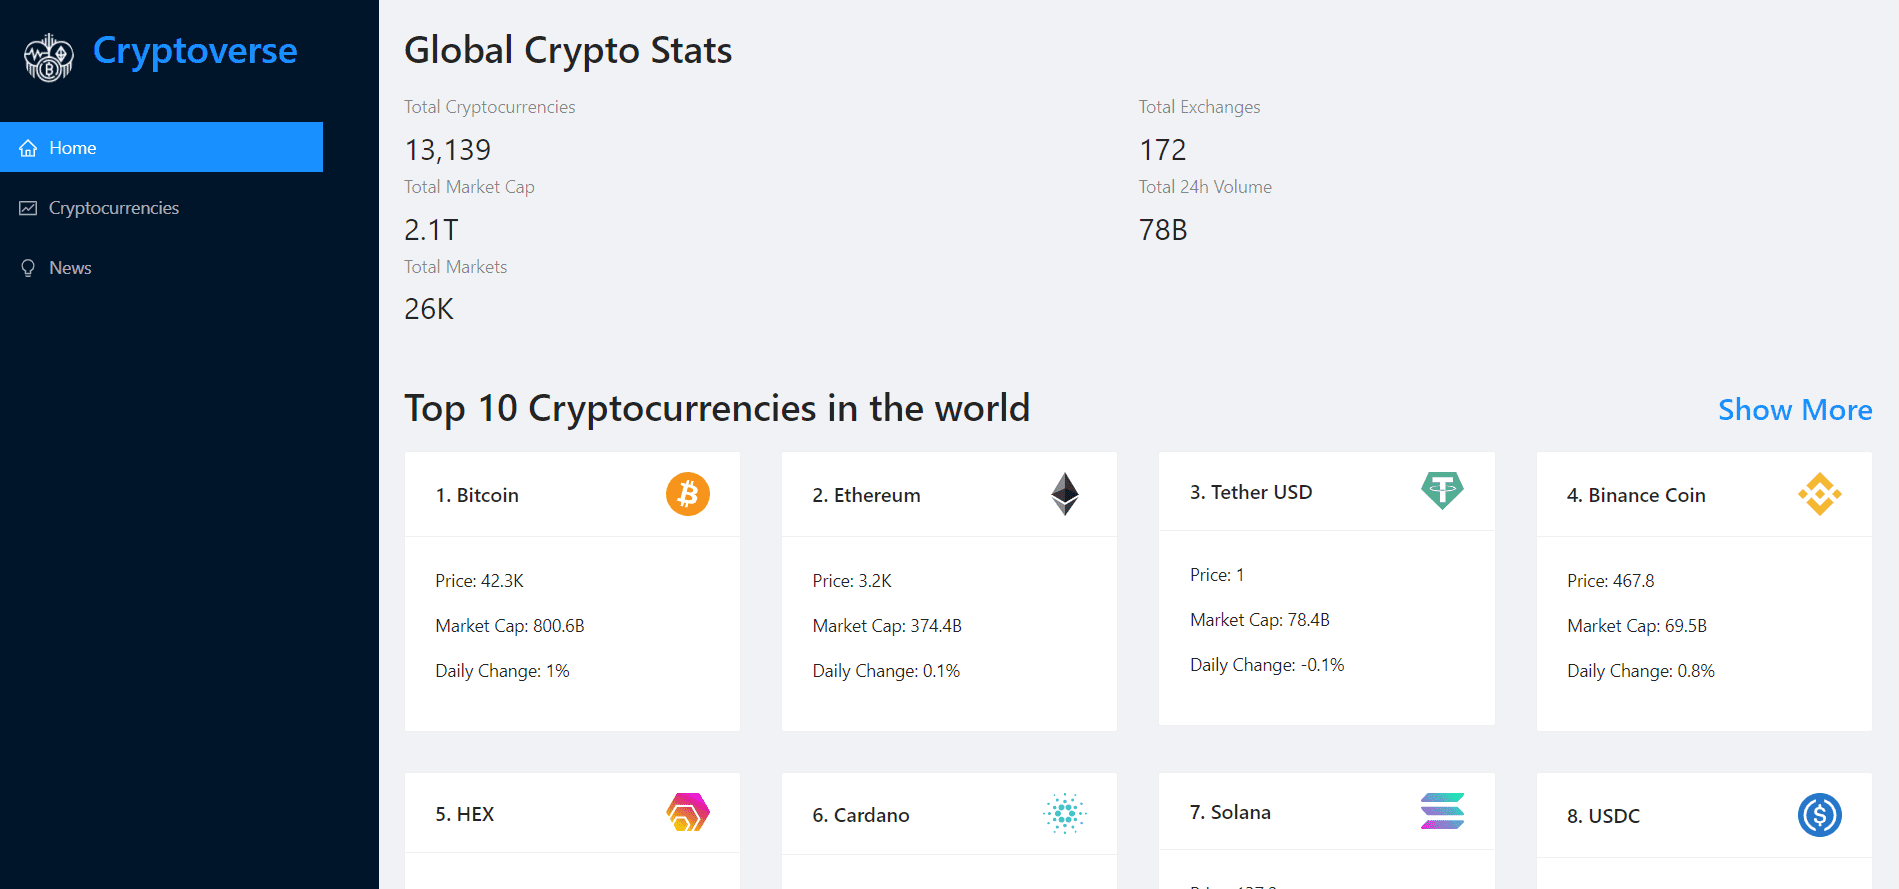 Cryptoverse
Home
Cryptocurrencies
News
Global Crypto Stats
Total Cryptocurrencies
13,139
Total Exchanges
172
Total Market Cap
2.1T
Total 24h Volume
78B
Total Markets
26K
Top 10 Cryptocurrencies in the world
Show More
1. Bitcoin
Price: 42.3K
Market Cap: 800.6B
Daily Change: 1%
2. Ethereum
Price: 3.2K
Market Cap: 374.4B
Daily Change: 0.1%
3. Tether USD
Price: 1
Market Cap: 78.4B
Daily Change: -0.1%
4. Binance Coin
Price: 467.8
Market Cap: 69.5B
Daily Change: 0.8%
5. HEX
6. Cardano
7. Solana
8. USDC